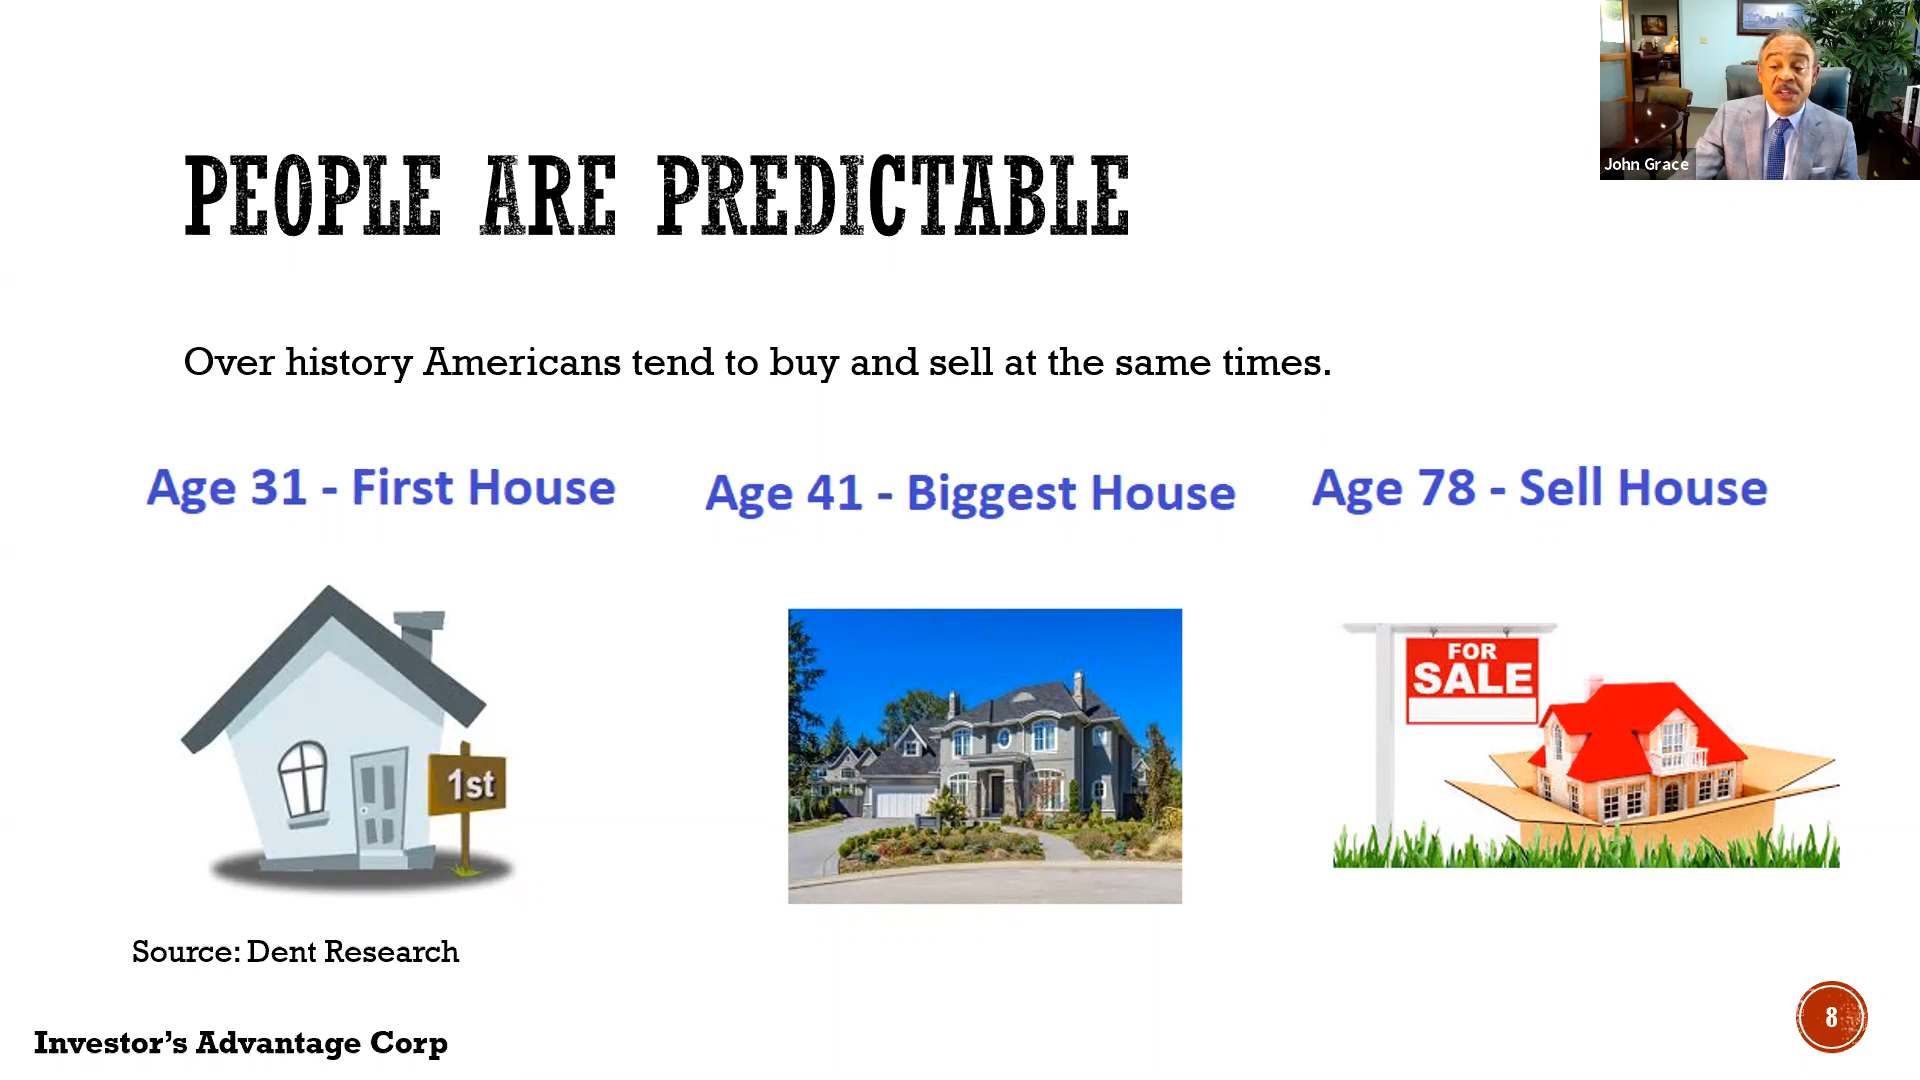 John Grace
PEOPLE ARE PREDICTABLE
Over history Americans tend to buy and sell at the same times.
Age 31 - First House
Age 41 - Biggest House
Age 78 - Sell House
1st
FOR
SALE
Source: Dent Research
Investor's Advantage Corp
8